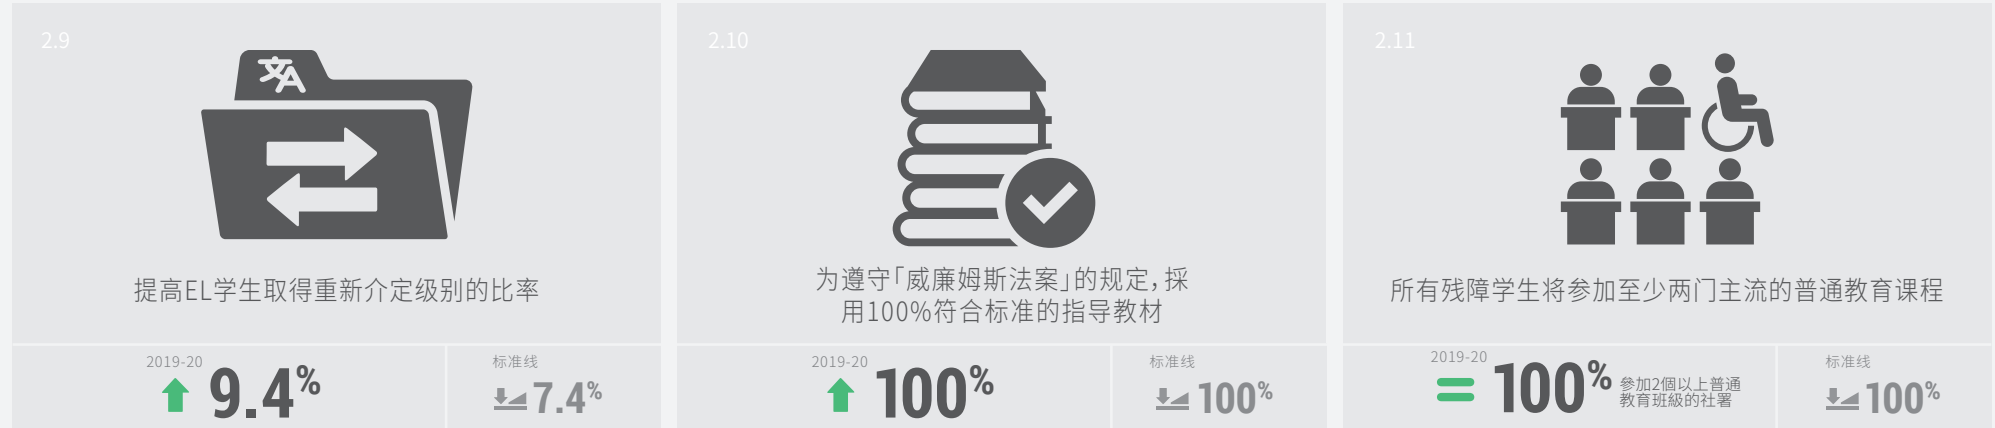 2.9
提高EL学生取得重新介定级别的比率
2019-20
9.4%
标准线
7.4%
2.10
为遵守「威廉姆斯法案」的规定，採
用100%符合标准的指导教材
2019-20
100%
标准线
100%
2.11
所有残障学生将参加至少两门主流的普通教育课程
2019-20
100%
參加2個以上普通
教育班級的社署
标准线
100%